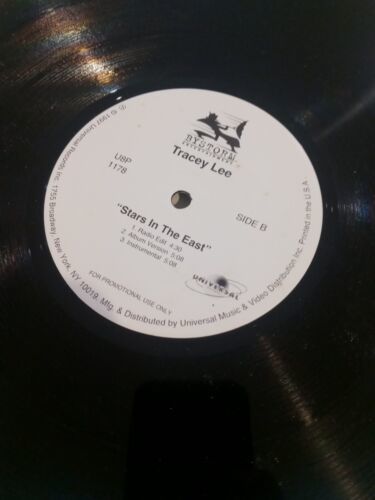 BYSTORM
ENTERTAINMENT
Tracey Lee
U8P
1178
SIDE B
"Stars In The East"
1. Radio Edit 4:30
2. Album Version 5:08
3. Instrumental 5:08
UNIVERSAL
FOR PROMOTIONAL USE ONLY
℗ © 1997 Universal Records, Inc. 1755 Broadway, New York, NY 10019. Mfg. & Distributed by Universal Music & Video Distribution Inc. Printed in the U.S.A.